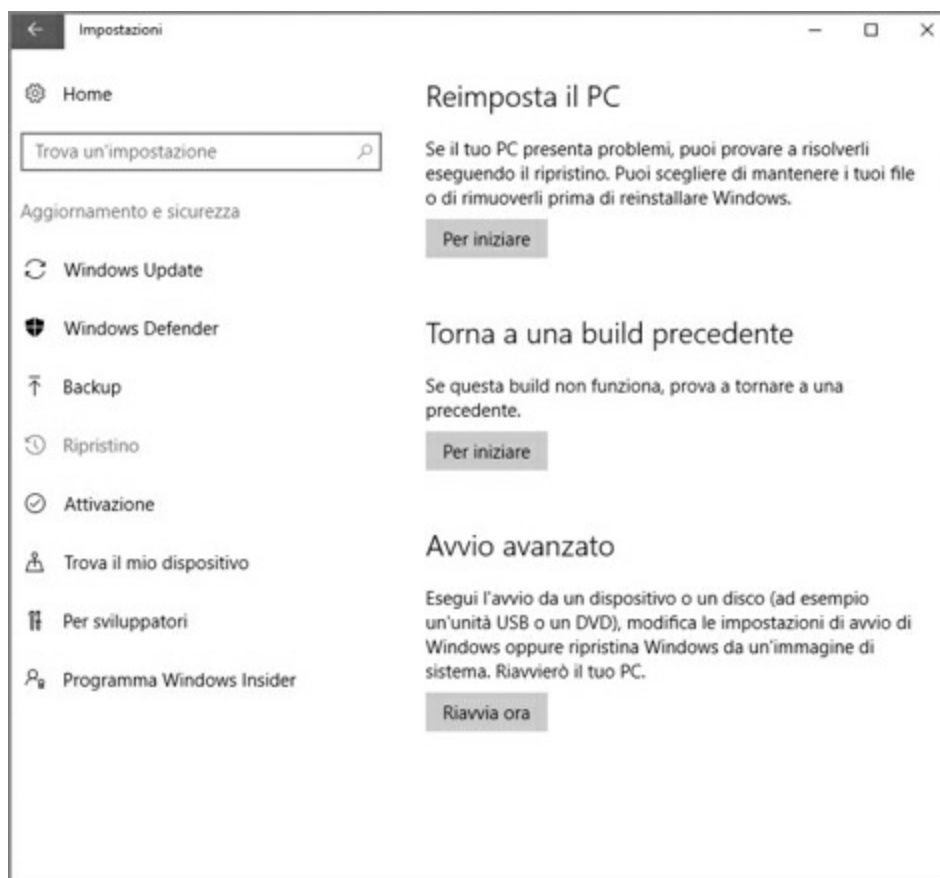 Impostazioni
Home
Trova un'impostazione
Aggiornamento e sicurezza
Windows Update
Windows Defender
Backup
Ripristino
Attivazione
Trova il mio dispositivo
Per sviluppatori
Programma Windows Insider
Reimposta il PC
Se il tuo PC presenta problemi, puoi provare a risolverli
eseguendo il ripristino. Puoi scegliere di mantenere i tuoi file
o di rimuoverli prima di reinstallare Windows.
Per iniziare
Torna a una build precedente
Se questa build non funziona, prova a tornare a una
precedente.
Per iniziare
Avvio avanzato
Esegui l'avvio da un dispositivo o un disco (ad esempio
un'unità USB o un DVD), modifica le impostazioni di avvio di
Windows oppure ripristina Windows da un'immagine di
sistema. Riavvierò il tuo PC.
Riavvia ora